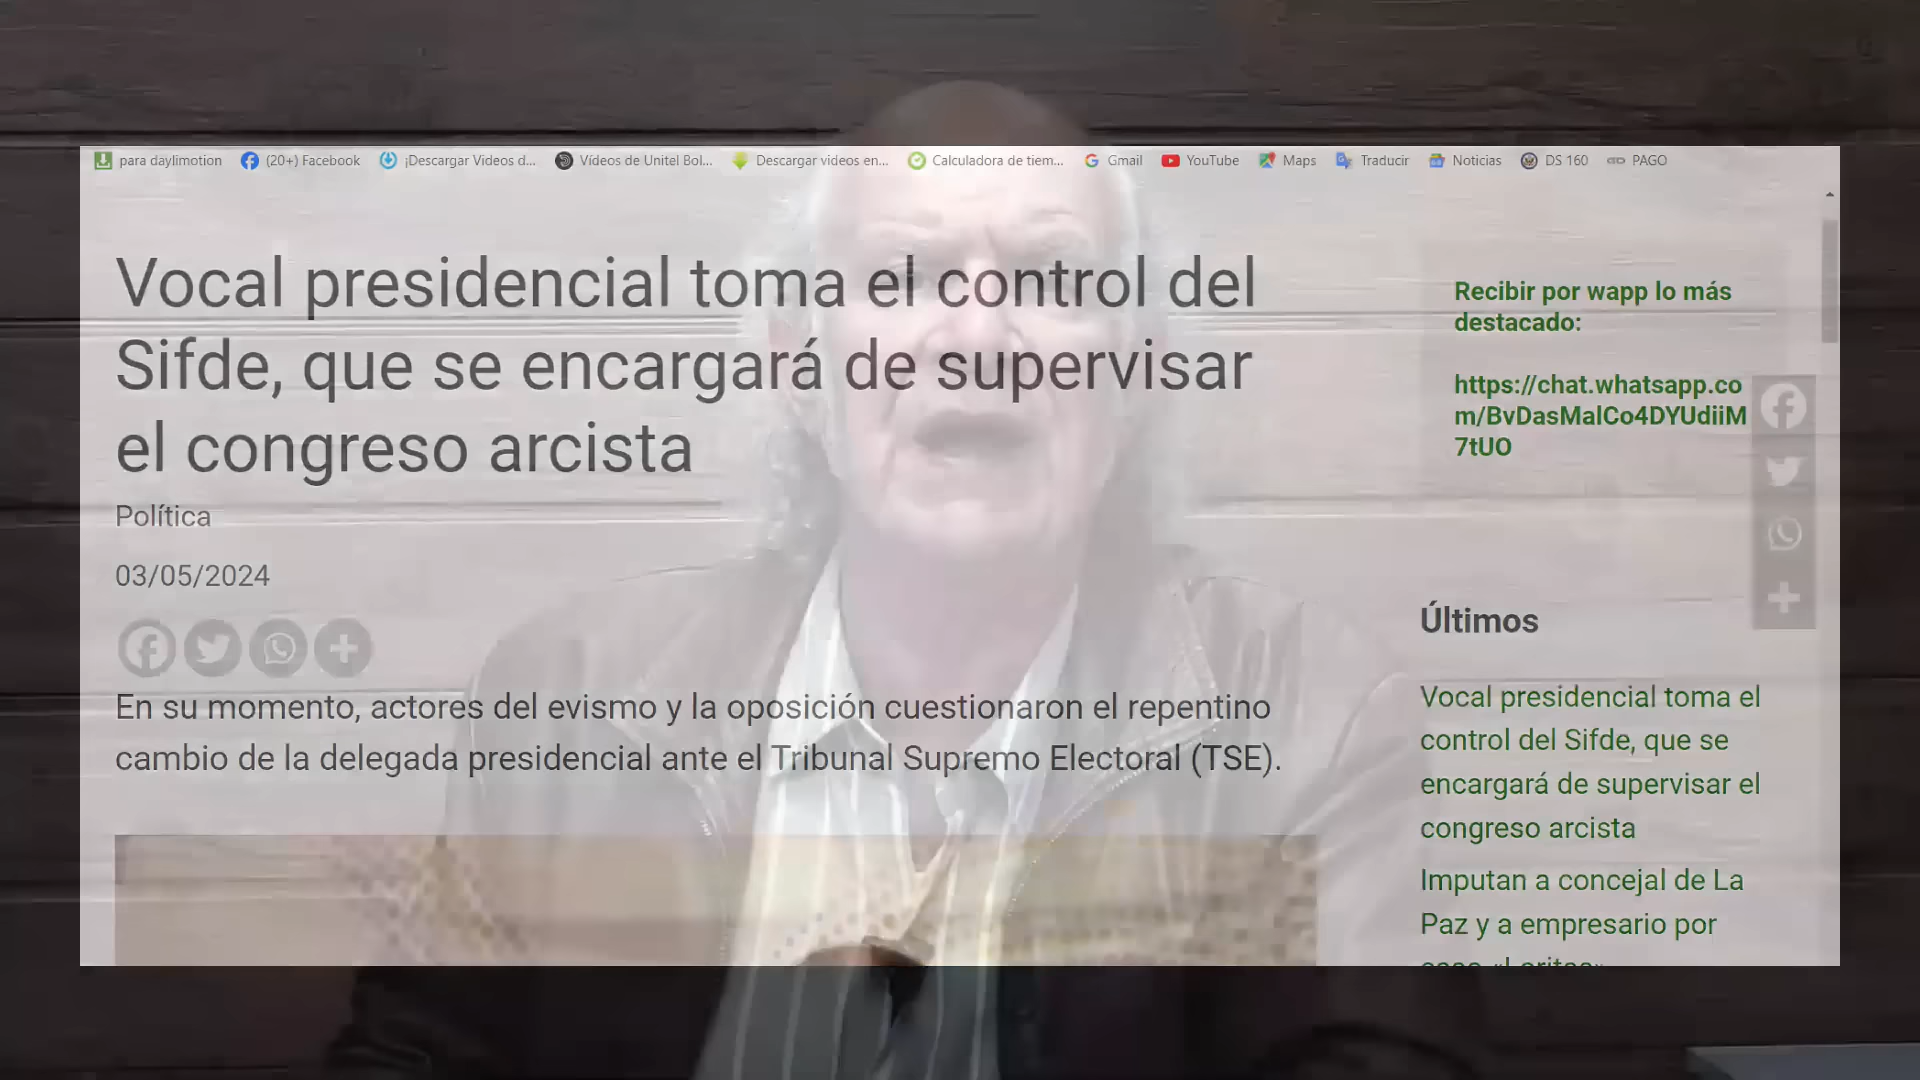 para daylimotion (20+) Facebook ¡Descargar Videos d... Vídeos de Unitel Bol... Descargar videos en... Calculadora de tiem... Gmail YouTube Maps Traducir Noticias DS 160 PAGO
Vocal presidencial toma el control del
Sifde, que se encargará de supervisar
el congreso arcista
Política
03/05/2024
En su momento, actores del evismo y la oposición cuestionaron el repentino
cambio de la delegada presidencial ante el Tribunal Supremo Electoral (TSE).
Recibir por wapp lo más
destacado:
https://chat.whatsapp.co
m/BvDasMalCo4DYUdiiM
7tUO
Últimos
Vocal presidencial toma el
control del Sifde, que se
encargará de supervisar el
congreso arcista
Imputan a concejal de La
Paz y a empresario por